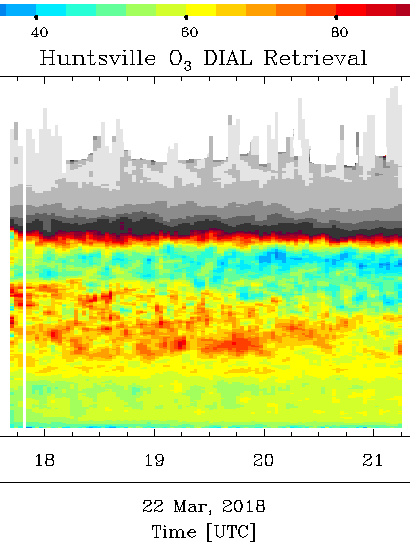 40 60 80
Huntsville O3 DIAL Retrieval
18 19 20 21
22 Mar, 2018
Time [UTC]